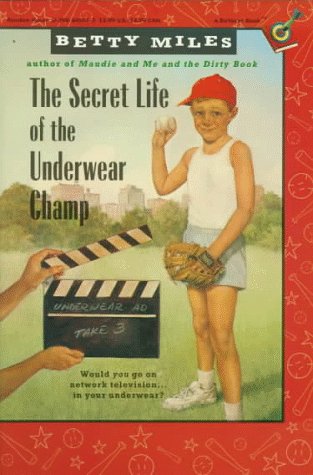 BETTY MILES
author of Maudie and Me and the Dirty Book
The Secret Life
of the
Underwear
Champ
UNDERWEAR AD
TAKE 3
Would you go on
network television...
in your underwear?